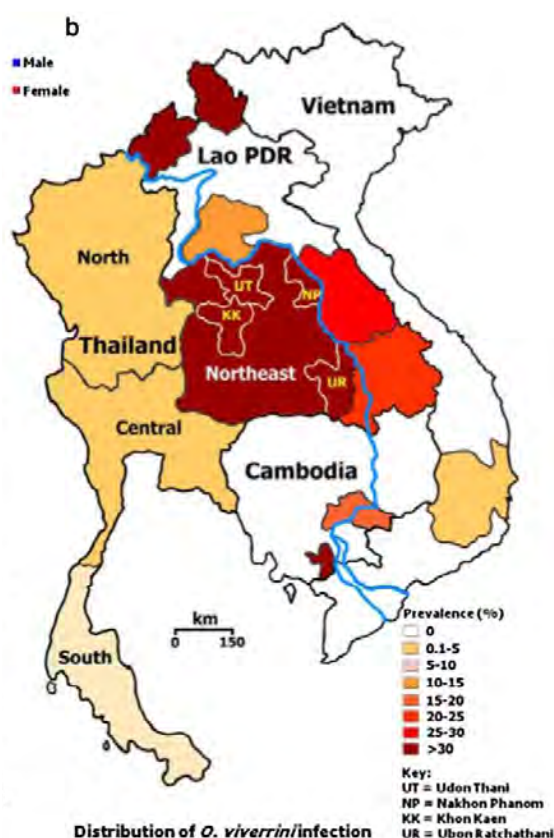 b
Male
Female
Vietnam
Lao PDR
North
UT
NP
KK
Thailand
Northeast
UR
Central
Cambodia
km
0 150
South
Prevalence (%)
0
0.1-5
5-10
10-15
15-20
20-25
25-30
>30
Key:
UT = Udon Thani
NP = Nakhon Phanom
KK = Khon Kaen
UR = Ubon Ratchathani
Distribution of O. viverrini infection